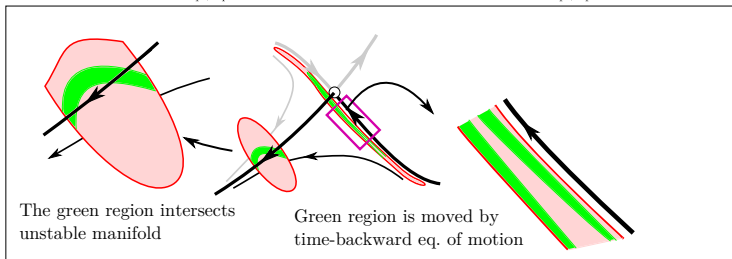 The green region intersects
unstable manifold
Green region is moved by
time-backward eq. of motion